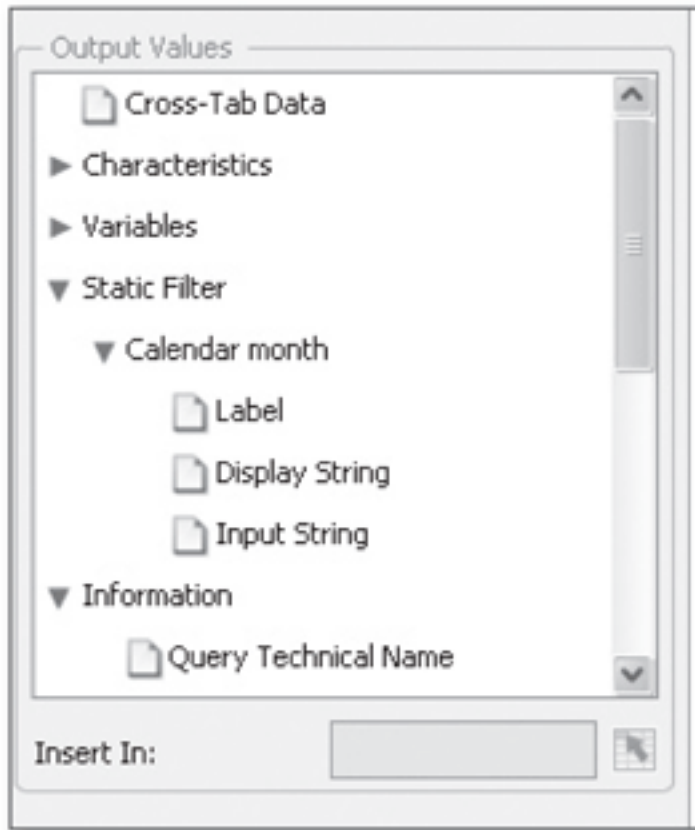 Output Values
Cross-Tab Data
Characteristics
Variables
Static Filter
Calendar month
Label
Display String
Input String
Information
Query Technical Name
Insert In: